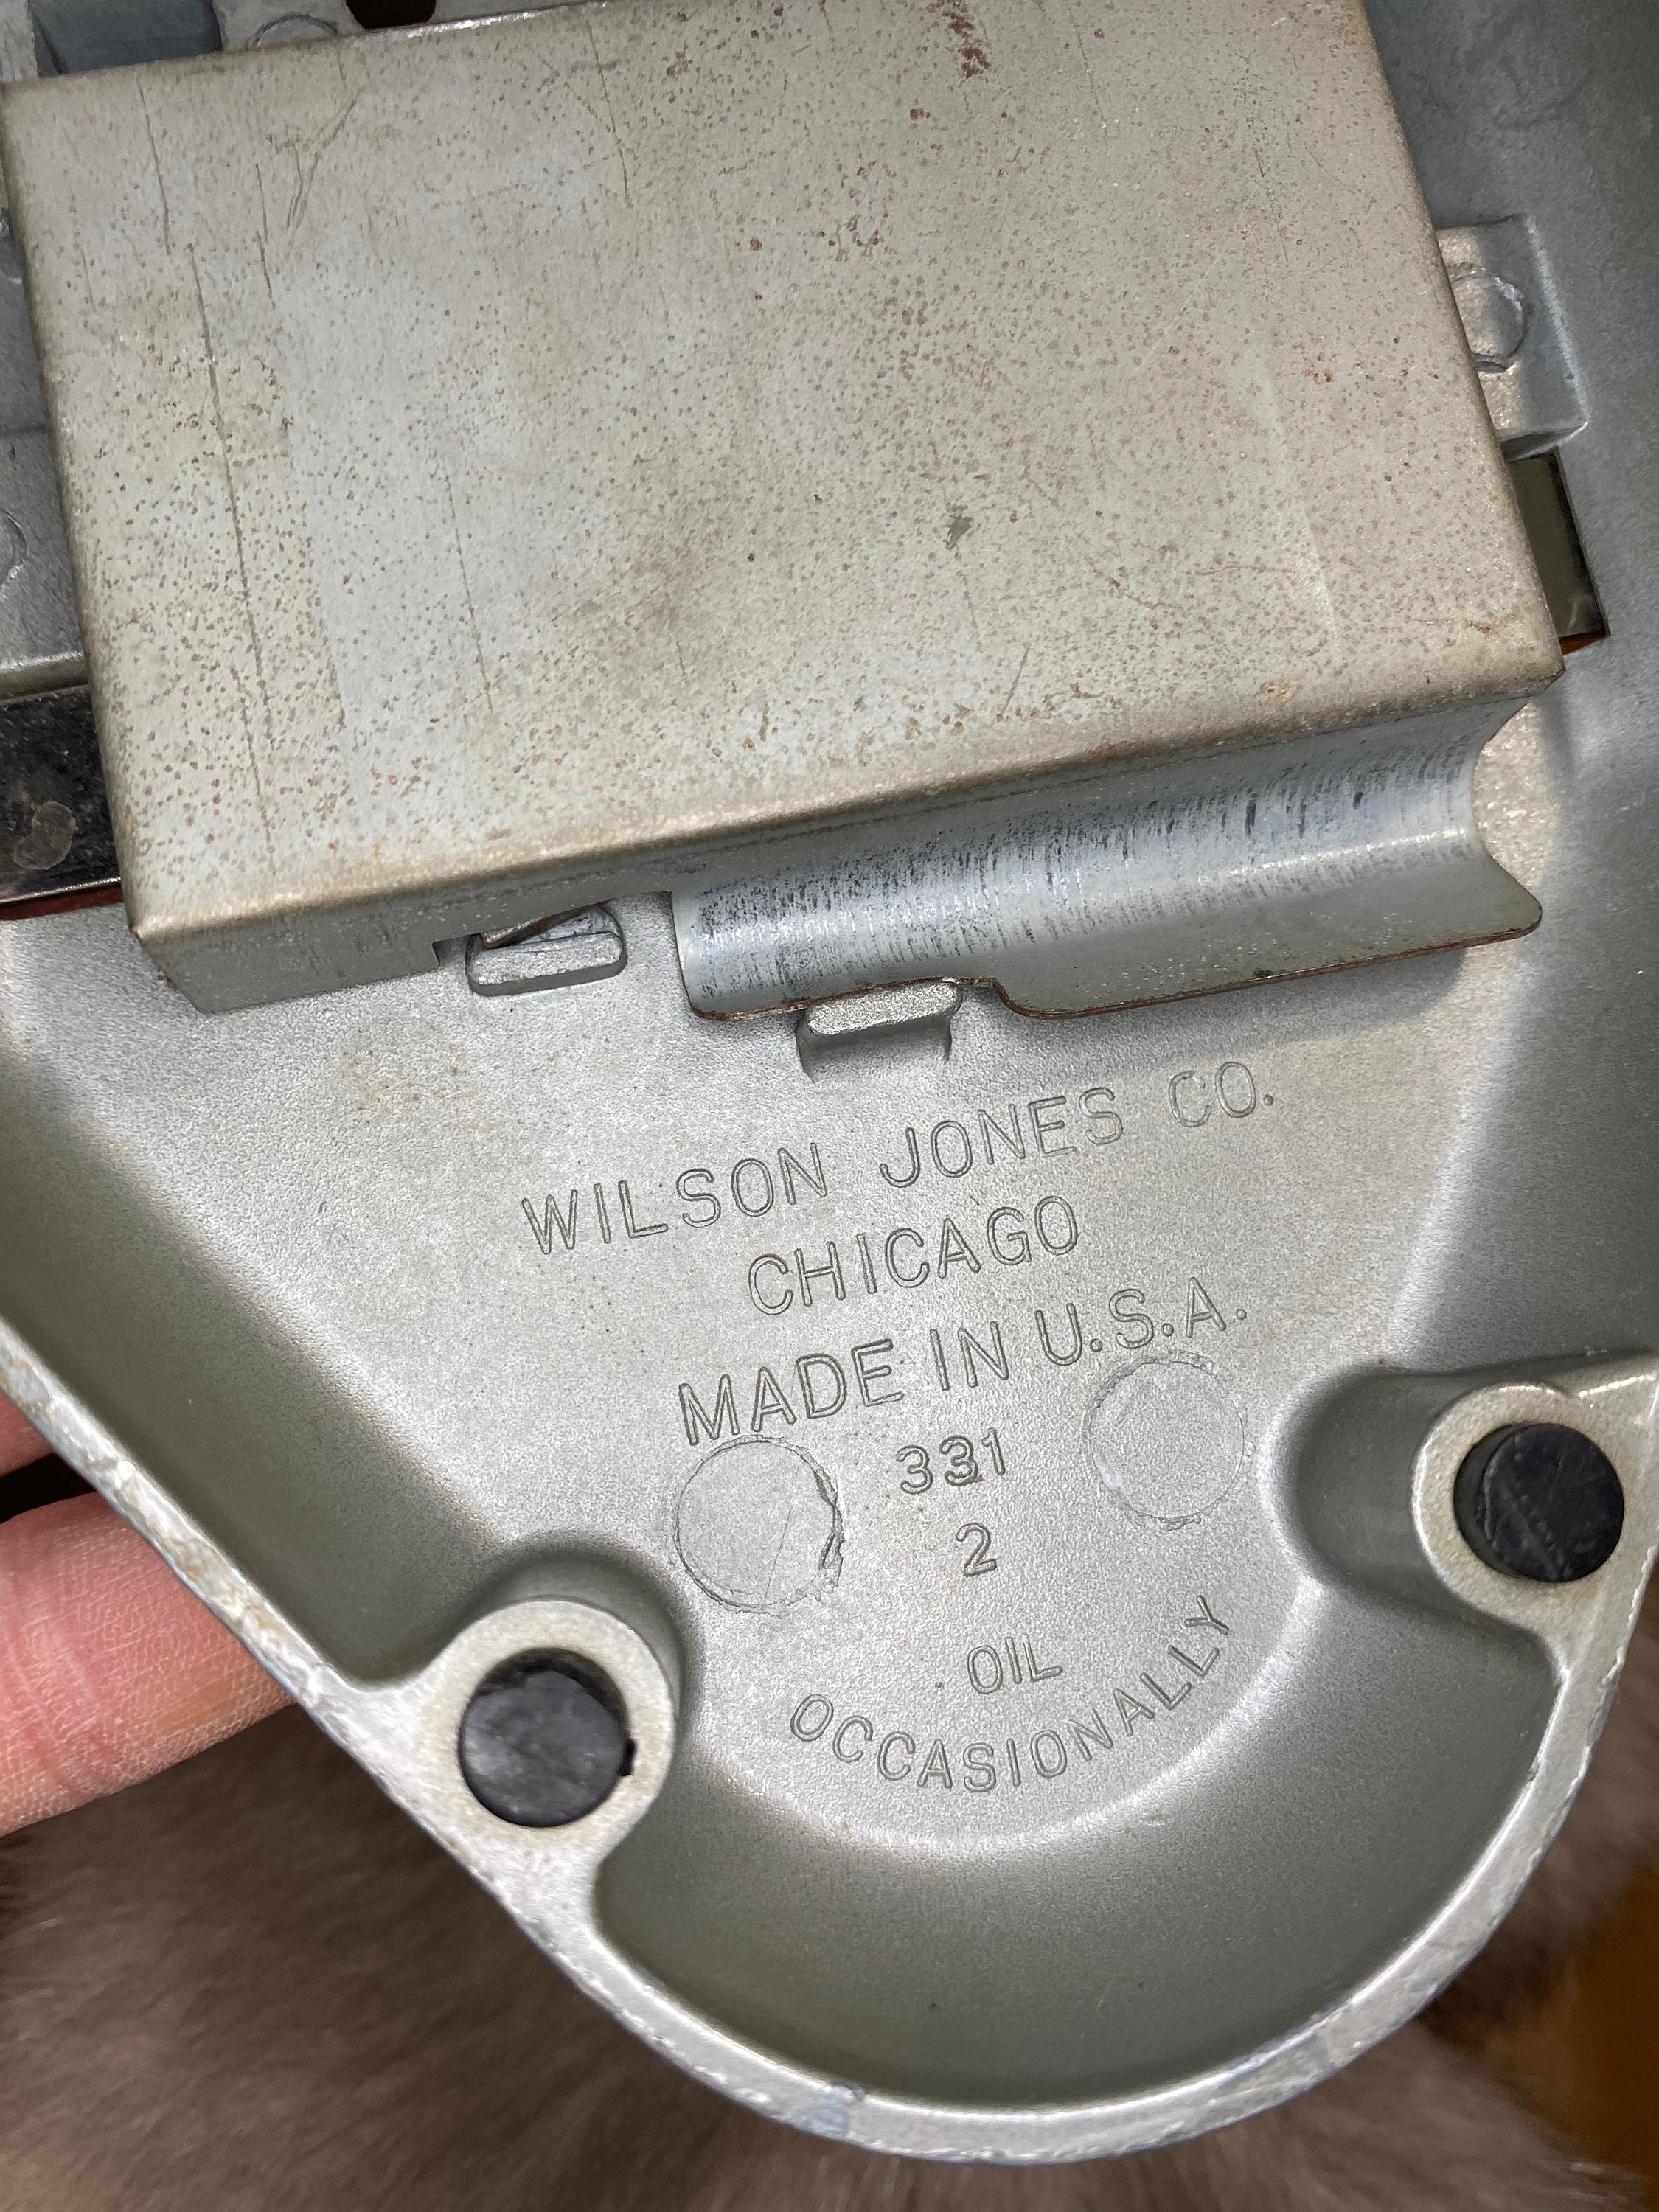 WILSON JONES CO.
CHICAGO
MADE IN U.S.A.
331
2
OIL
OCCASIONALLY